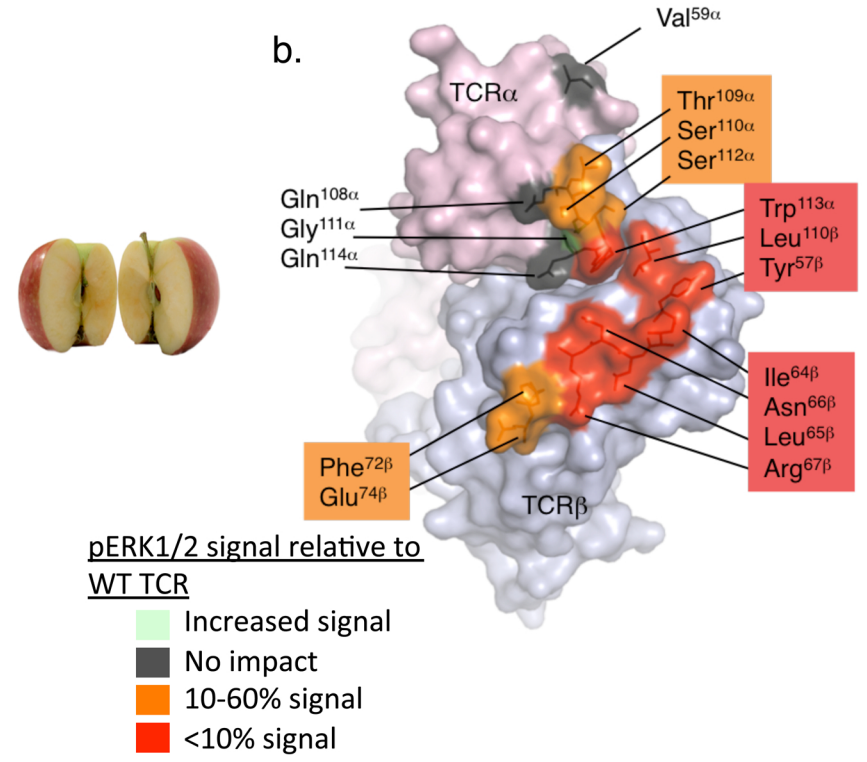 b.
Val59α
TCRα
Thr109α
Ser110α
Ser112α
Gln108α
Gly111α
Gln114α
Trp113α
Leu110β
Tyr57β
Ile64β
Asn66β
Leu65β
Arg67β
Phe72β
Glu74β
TCRβ
pERK1/2 signal relative to
WT TCR
Increased signal
No impact
10-60% signal
<10% signal